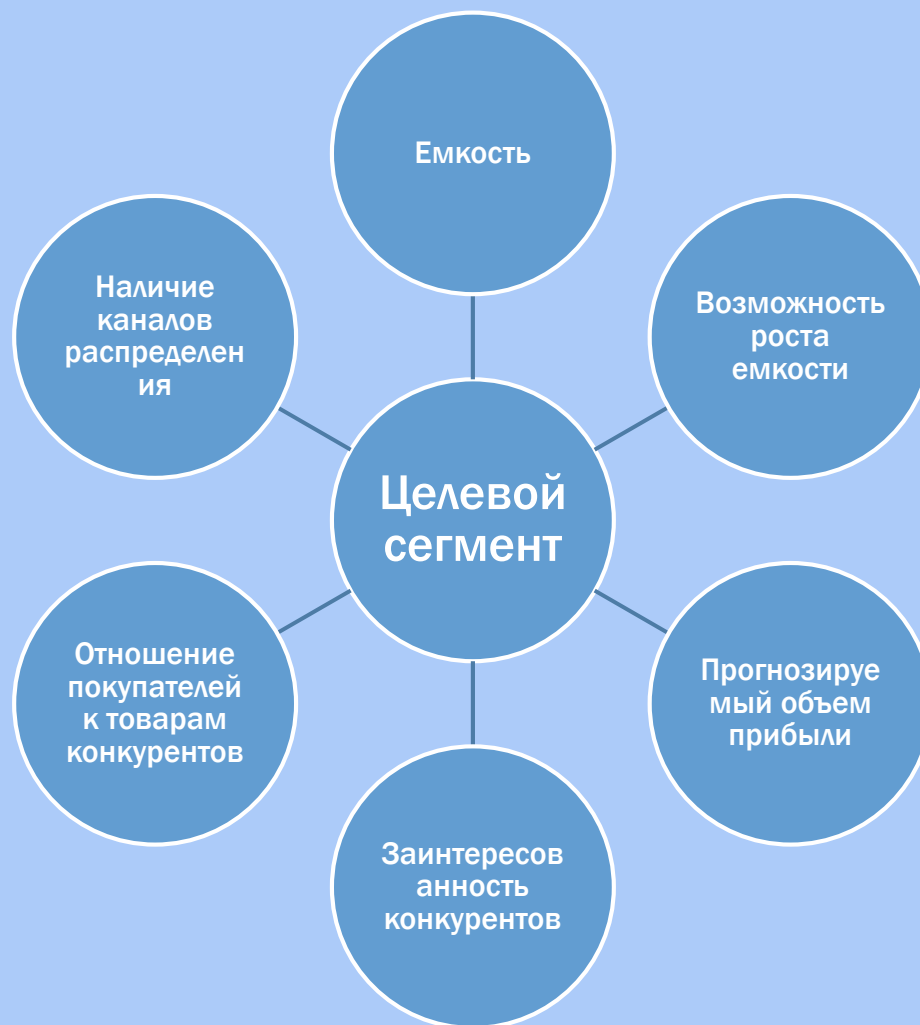 Емкость
Возможность
роста
емкости
Прогнозируе
мый объем
прибыли
Заинтересов
анность
конкурентов
Отношение
покупателей
к товарам
конкурентов
Наличие
каналов
распределен
ия
Целевой
сегмент